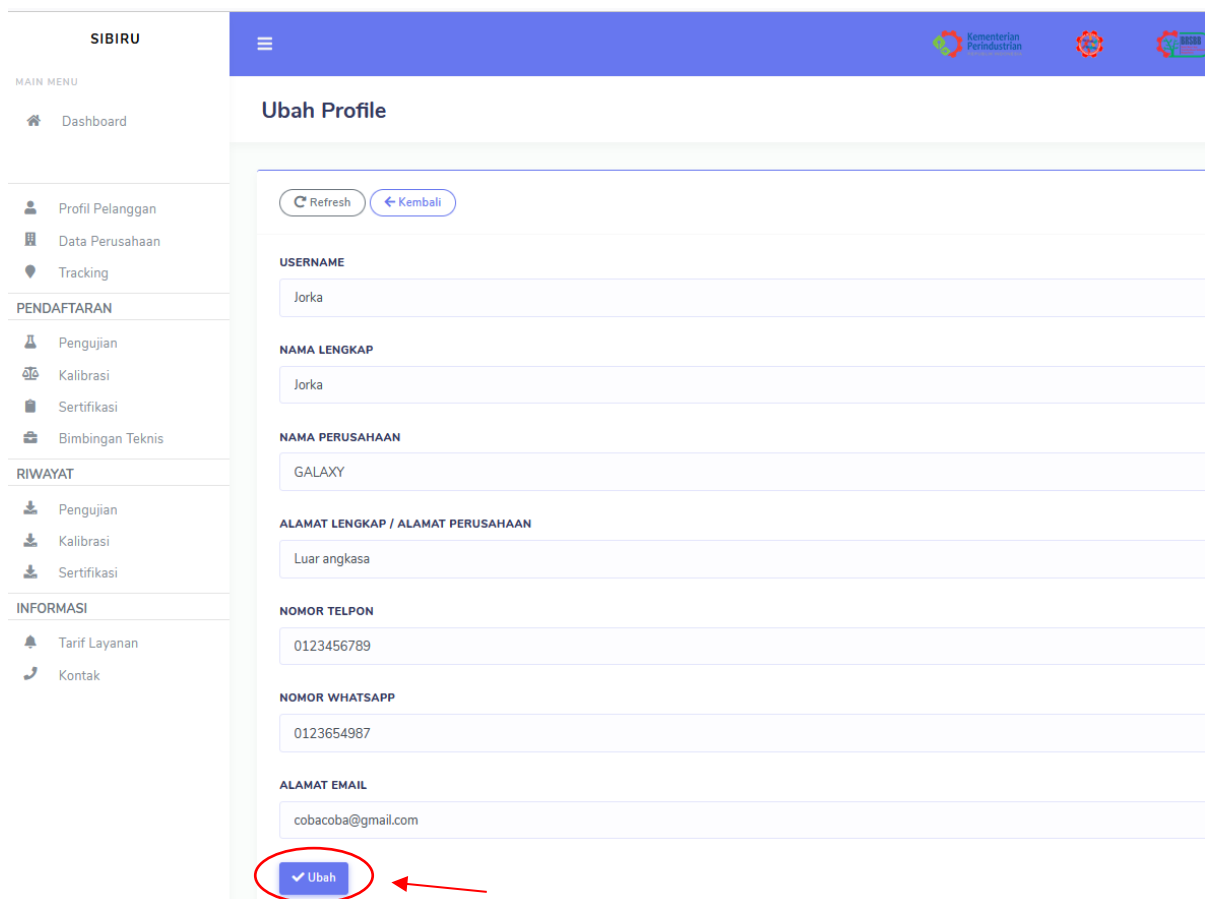 SIBIRU
Kementerian
Perindustrian
BBSBB
MAIN MENU
Dashboard
Ubah Profile
Profil Pelanggan
Data Perusahaan
Tracking
PENDAFTARAN
Pengujian
Kalibrasi
Sertifikasi
Bimbingan Teknis
RIWAYAT
Pengujian
Kalibrasi
Sertifikasi
INFORMASI
Tarif Layanan
Kontak
Refresh Kembali
USERNAME
Jorka
NAMA LENGKAP
Jorka
NAMA PERUSAHAAN
GALAXY
ALAMAT LENGKAP / ALAMAT PERUSAHAAN
Luar angkasa
NOMOR TELPON
0123456789
NOMOR WHATSAPP
0123654987
ALAMAT EMAIL
cobacoba@gmail.com
Ubah